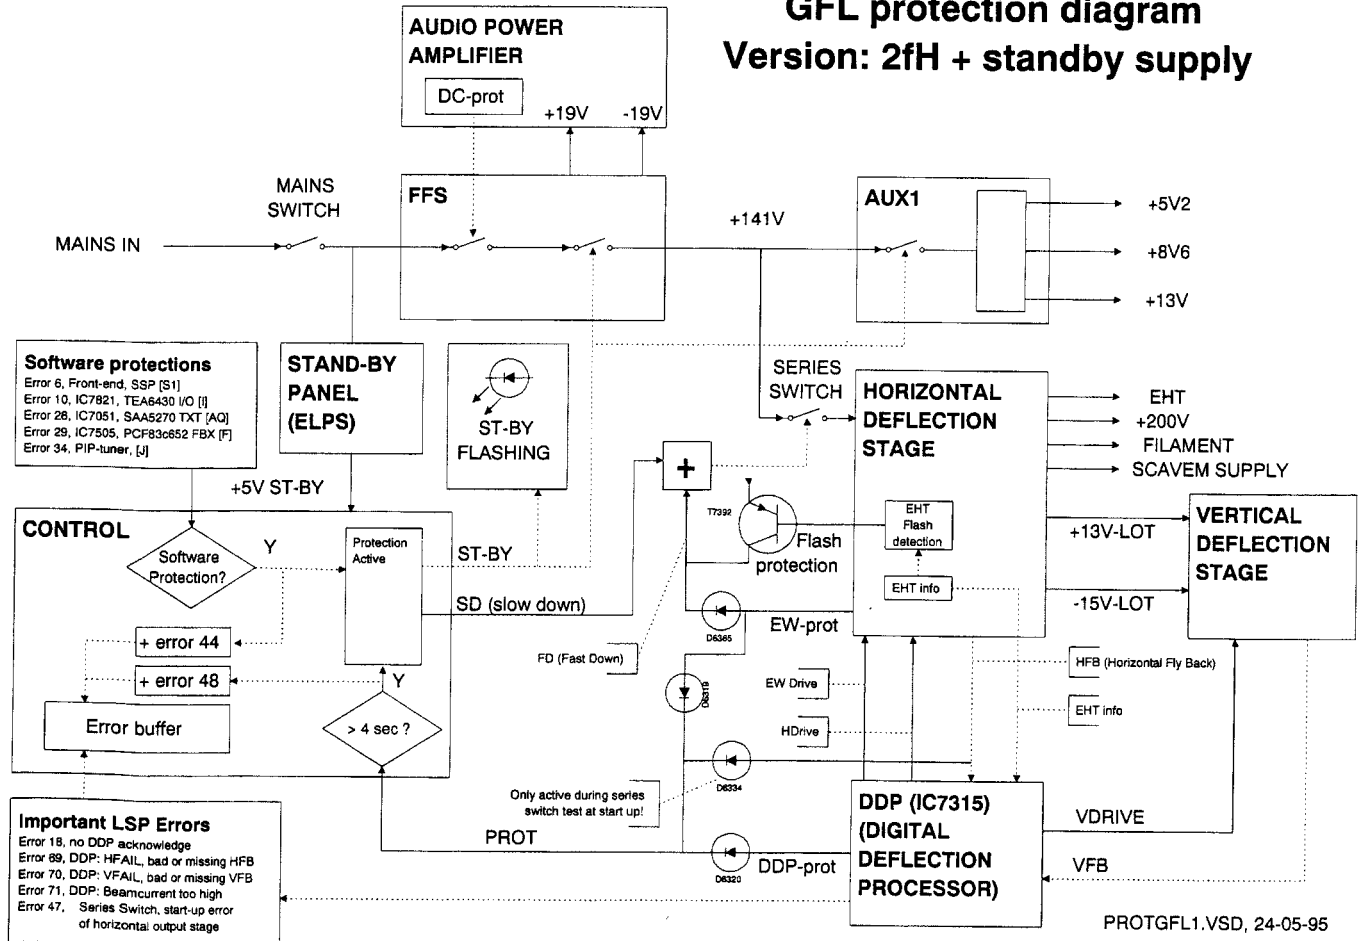 GFL protection diagram
Version: 2fH + standby supply
AUDIO POWER
AMPLIFIER
DC-prot
+19V
-19V
MAINS
SWITCH
FFS
+141V
AUX1
+5V2
+8V6
+13V
MAINS IN
Software protections
Error 6, Front-end, SSP [S1]
Error 10, IC7821, TEA6430 I/O [I]
Error 28, IC7051, SAA5270 TXT [AQ]
Error 29, IC7505, PCF83c652 FBX [F]
Error 34, PIP-tuner, [J]
STAND-BY
PANEL
(ELPS)
ST-BY
FLASHING
SERIES
SWITCH
HORIZONTAL
DEFLECTION
STAGE
EHT
+200V
FILAMENT
SCAVEM SUPPLY
+
+5V ST-BY
CONTROL
Software
Protection?
Y
Protection
Active
ST-BY
SD (slow down)
T7392
Flash
protection
EHT
Flash
detection
EHT info
+13V-LOT
-15V-LOT
VERTICAL
DEFLECTION
STAGE
D6365
EW-prot
+ error 44
+ error 48
Y
Error buffer
> 4 sec ?
FD (Fast Down)
D6319
EW Drive
HDrive
HFB (Horizontal Fly Back)
EHT info
D6334
Only active during series
switch test at start up!
PROT
D6320
DDP-prot
DDP (IC7315)
(DIGITAL
DEFLECTION
PROCESSOR)
VDRIVE
VFB
Important LSP Errors
Error 18, no DDP acknowledge
Error 69, DDP: HFAIL, bad or missing HFB
Error 70, DDP: VFAIL, bad or missing VFB
Error 71, DDP: Beamcurrent too high
Error 47, Series Switch, start-up error
of horizontal output stage
PROTGFL1.VSD, 24-05-95